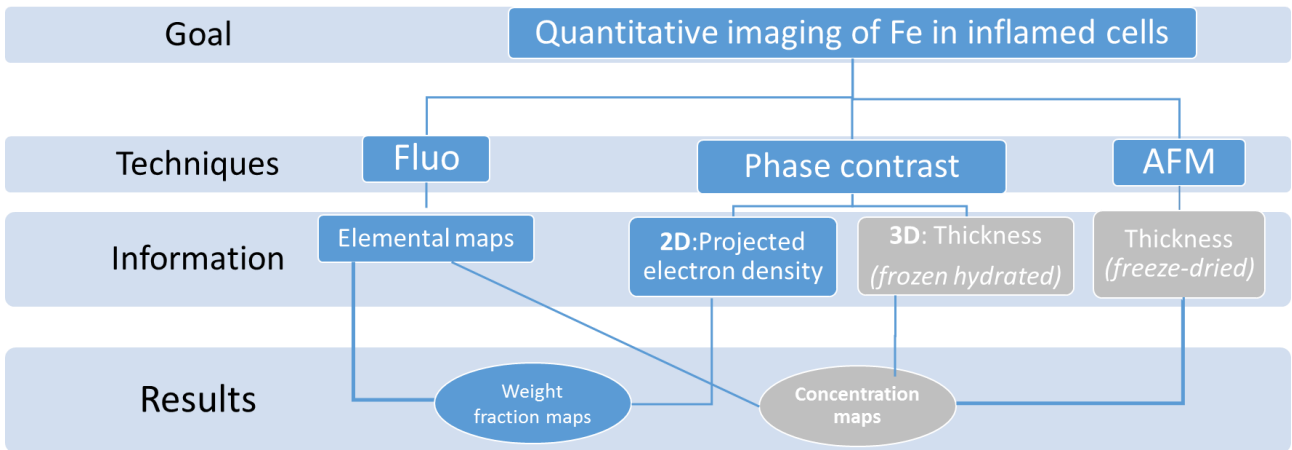 Goal
Quantitative imaging of Fe in inflamed cells
Techniques
Fluo
Phase contrast
AFM
Information
Elemental maps
2D:Projected
electron density
3D: Thickness
(frozen hydrated)
Thickness
(freeze-dried)
Results
Weight
fraction maps
Concentration
maps